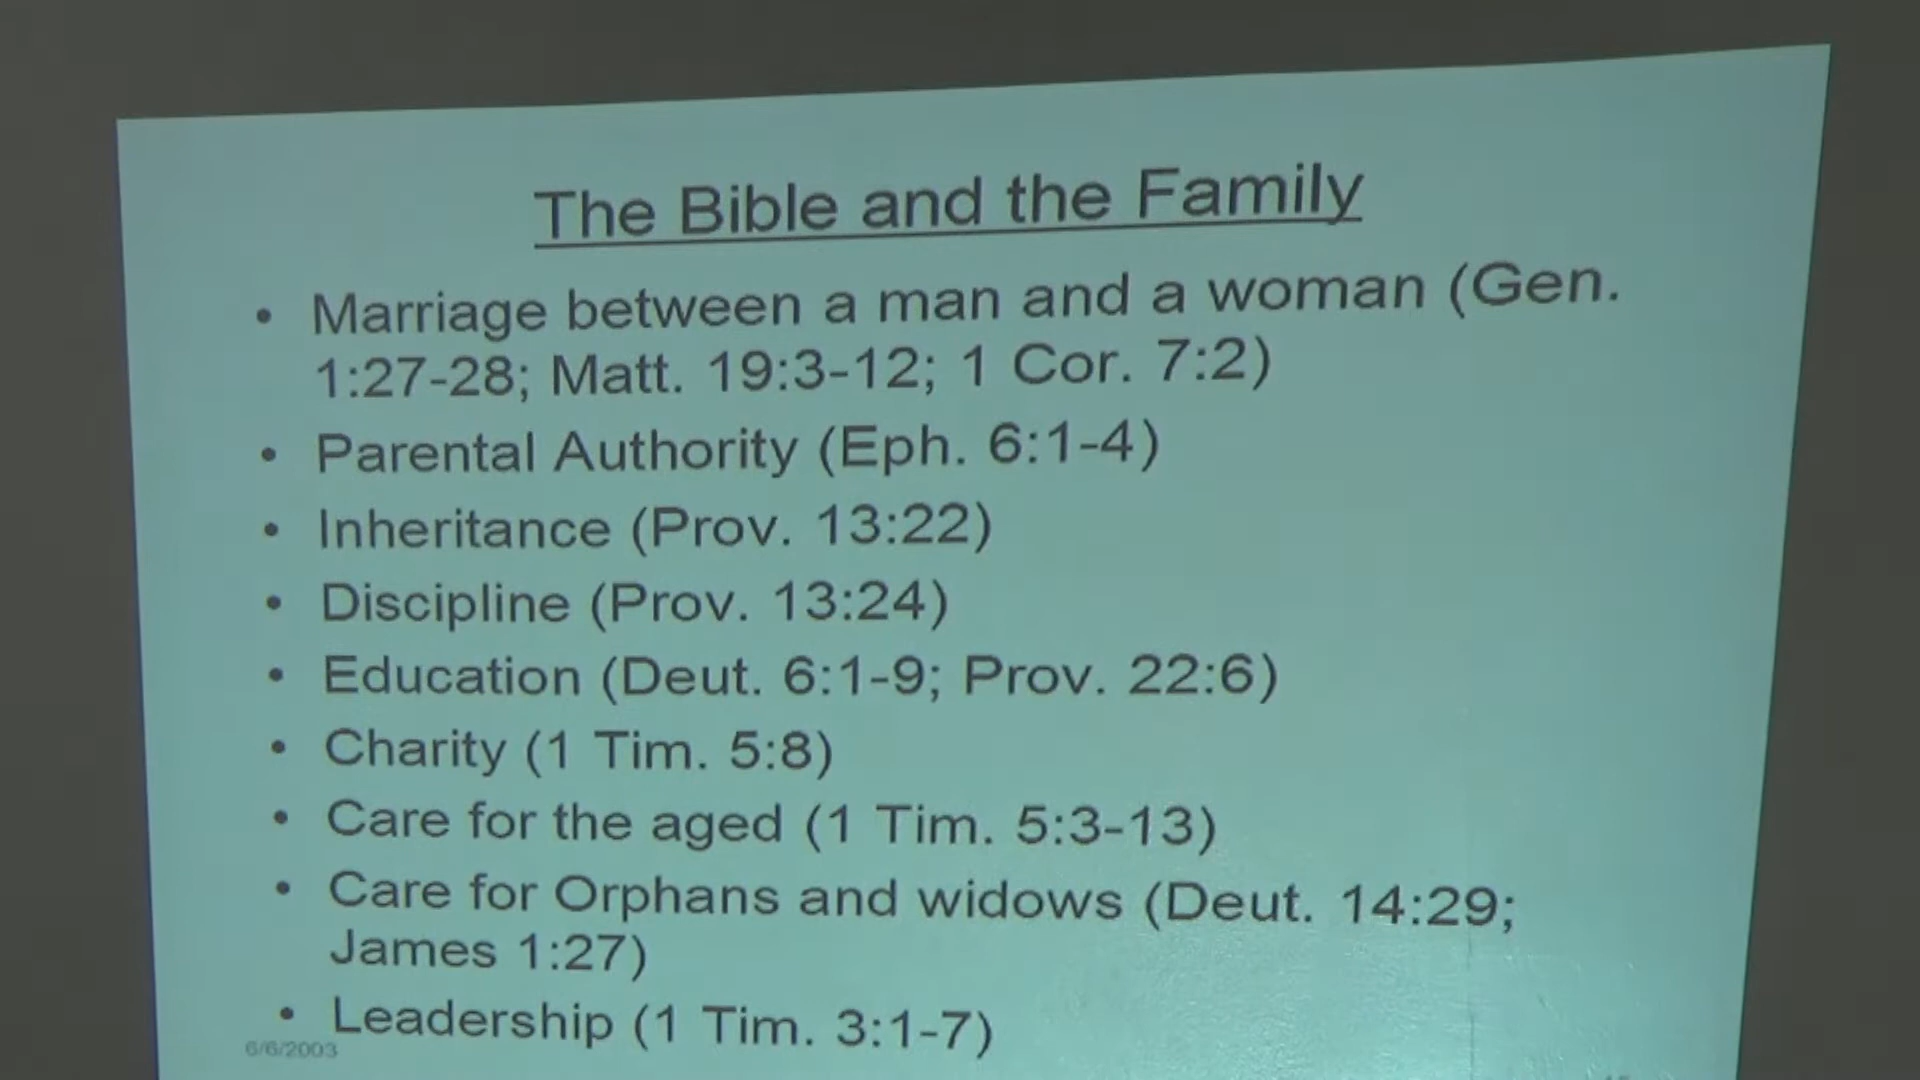 The Bible and the Family
• Marriage between a man and a woman (Gen.
1:27-28; Matt. 19:3-12; 1 Cor. 7:2)
• Parental Authority (Eph. 6:1-4)
• Inheritance (Prov. 13:22)
• Discipline (Prov. 13:24)
• Education (Deut. 6:1-9; Prov. 22:6)
• Charity (1 Tim. 5:8)
• Care for the aged (1 Tim. 5:3-13)
• Care for Orphans and widows (Deut. 14:29;
James 1:27)
• Leadership (1 Tim. 3:1-7)
6/6/2003